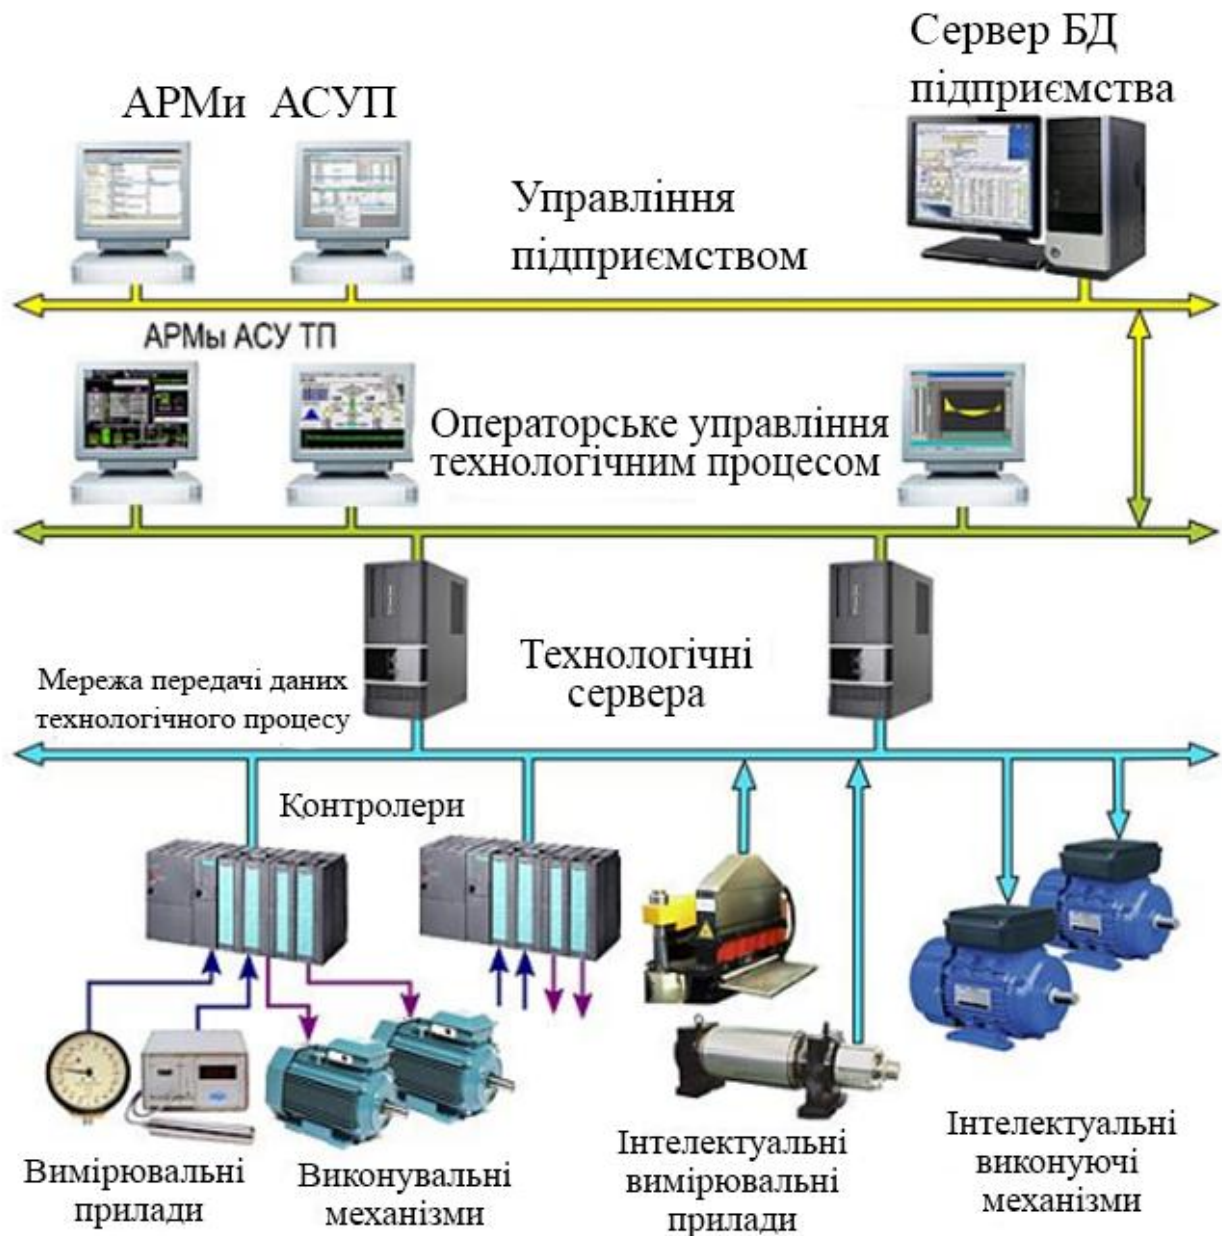 Сервер БД
підприємства
АРМи АСУП
Управління
підприємством
АРМы АСУ ТП
Операторське управління
технологічним процесом
Технологічні
сервера
Мережа передачі даних
технологічного процесу
Контролери
Вимірювальні
прилади
Виконувальні
механізми
Інтелектуальні
вимірювальні
прилади
Інтелектуальні
виконуючі
механізми